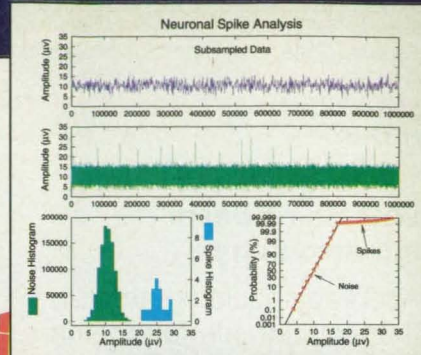 Neuronal Spike Analysis
Amplitude (μv)
35
30
25
20
15
10
5
0
Subsampled Data
0 100000 200000 300000 400000 500000 600000 700000 800000 900000 1000000
Amplitude (μv)
35
30
25
20
15
10
5
0
0 100000 200000 300000 400000 500000 600000 700000 800000 900000 1000000
Noise Histogram
200000
150000
100000
50000
0
10
8
6
4
2
0
Spike Histogram
0 5 10 15 20 25 30 35
Amplitude (μv)
Probability (%)
99.999
99.99
99.9
99
90
70
50
30
10
1
0.1
0.01
0.001
Spikes
Noise
0 5 10 15 20 25 30 35
Amplitude (μv)